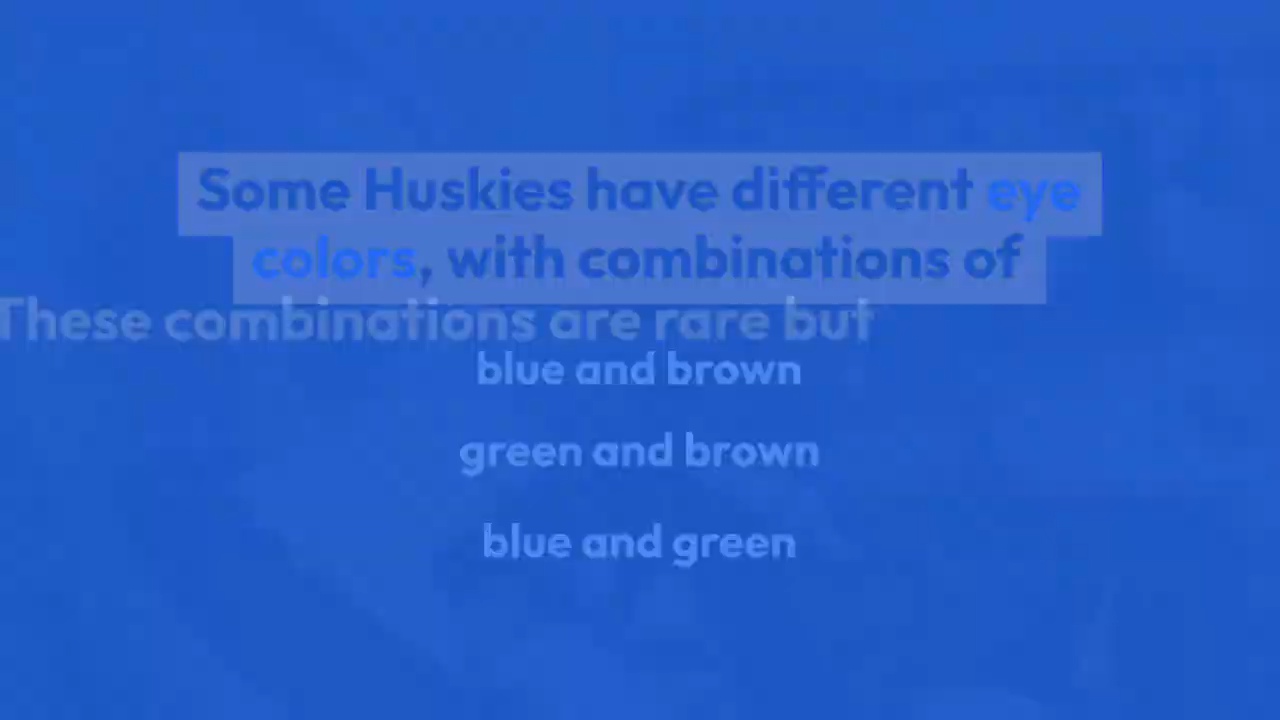 Some Huskies have different eye
colors, with combinations of
These combinations are rare but
blue and brown
green and brown
blue and green